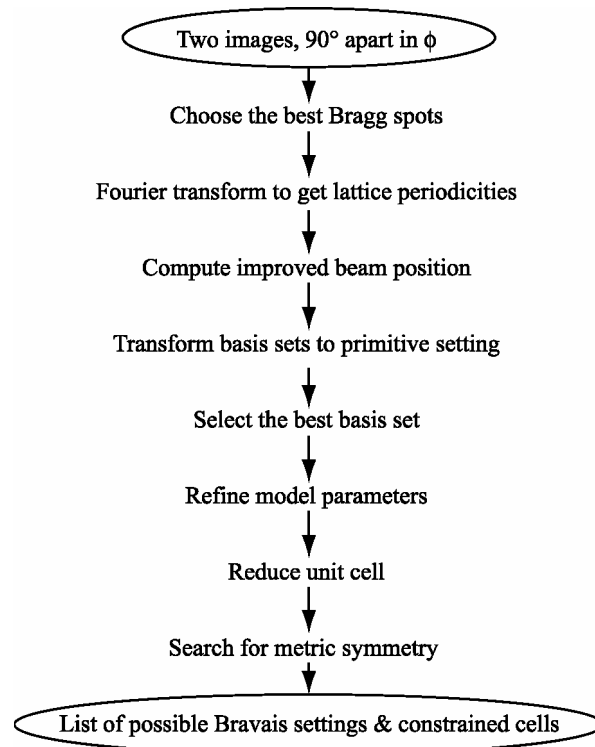 Two images, 90° apart in ϕ
Choose the best Bragg spots
Fourier transform to get lattice periodicities
Compute improved beam position
Transform basis sets to primitive setting
Select the best basis set
Refine model parameters
Reduce unit cell
Search for metric symmetry
List of possible Bravais settings & constrained cells